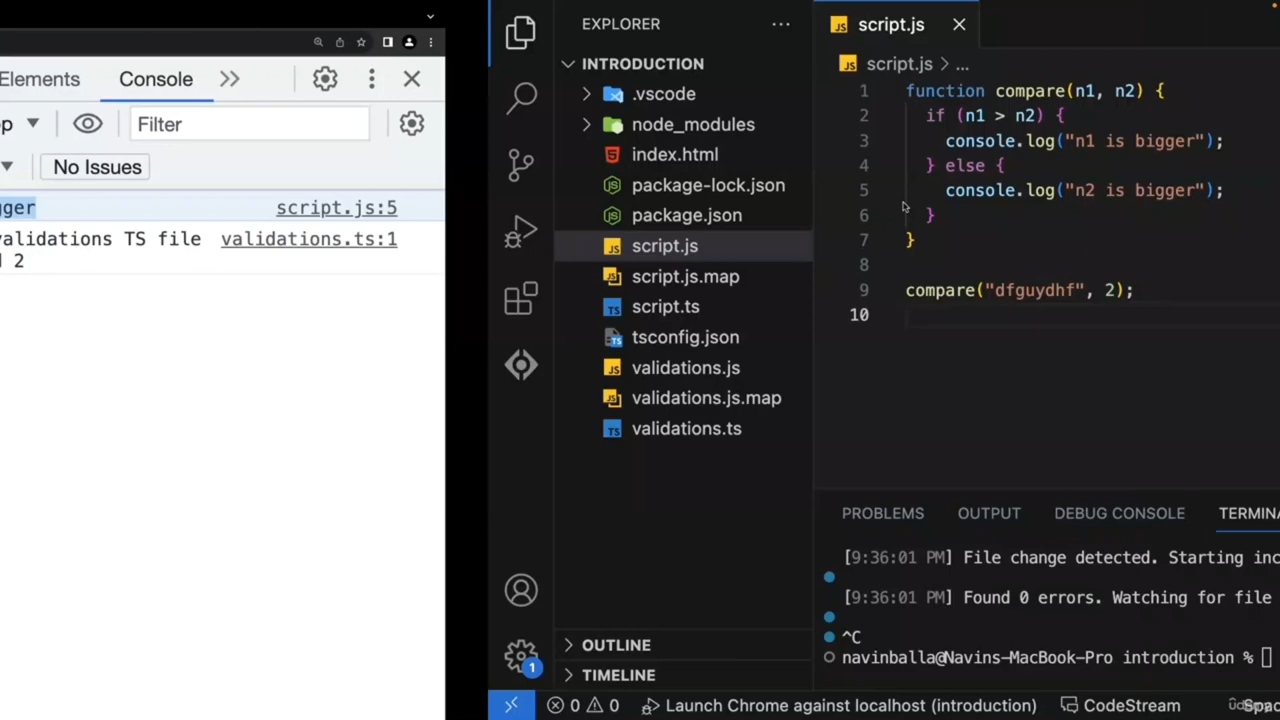 Elements
Console
Filter
No Issues
gger
script.js:5
validations TS file
validations.ts:1
2
EXPLORER
INTRODUCTION
.vscode
node_modules
index.html
package-lock.json
package.json
script.js
script.js.map
script.ts
tsconfig.json
validations.js
validations.js.map
validations.ts
OUTLINE
TIMELINE
1
script.js
script.js > ...
1 function compare(n1, n2) {
2 if (n1 > n2) {
3 console.log("n1 is bigger");
4 } else {
5 console.log("n2 is bigger");
6 }
7 }
8
9 compare("dfguydhf", 2);
10
PROBLEMS OUTPUT DEBUG CONSOLE TERMINA
[9:36:01 PM] File change detected. Starting inc
[9:36:01 PM] Found 0 errors. Watching for file
^C
navinballa@Navins-MacBook-Pro introduction %
0 0 Launch Chrome against localhost (introduction) CodeStream